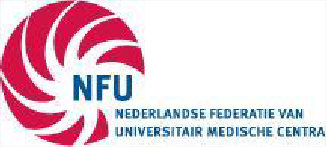 NFU
NEDERLANDSE FEDERATIE VAN
UNIVERSITAIR MEDISCHE CENTRA